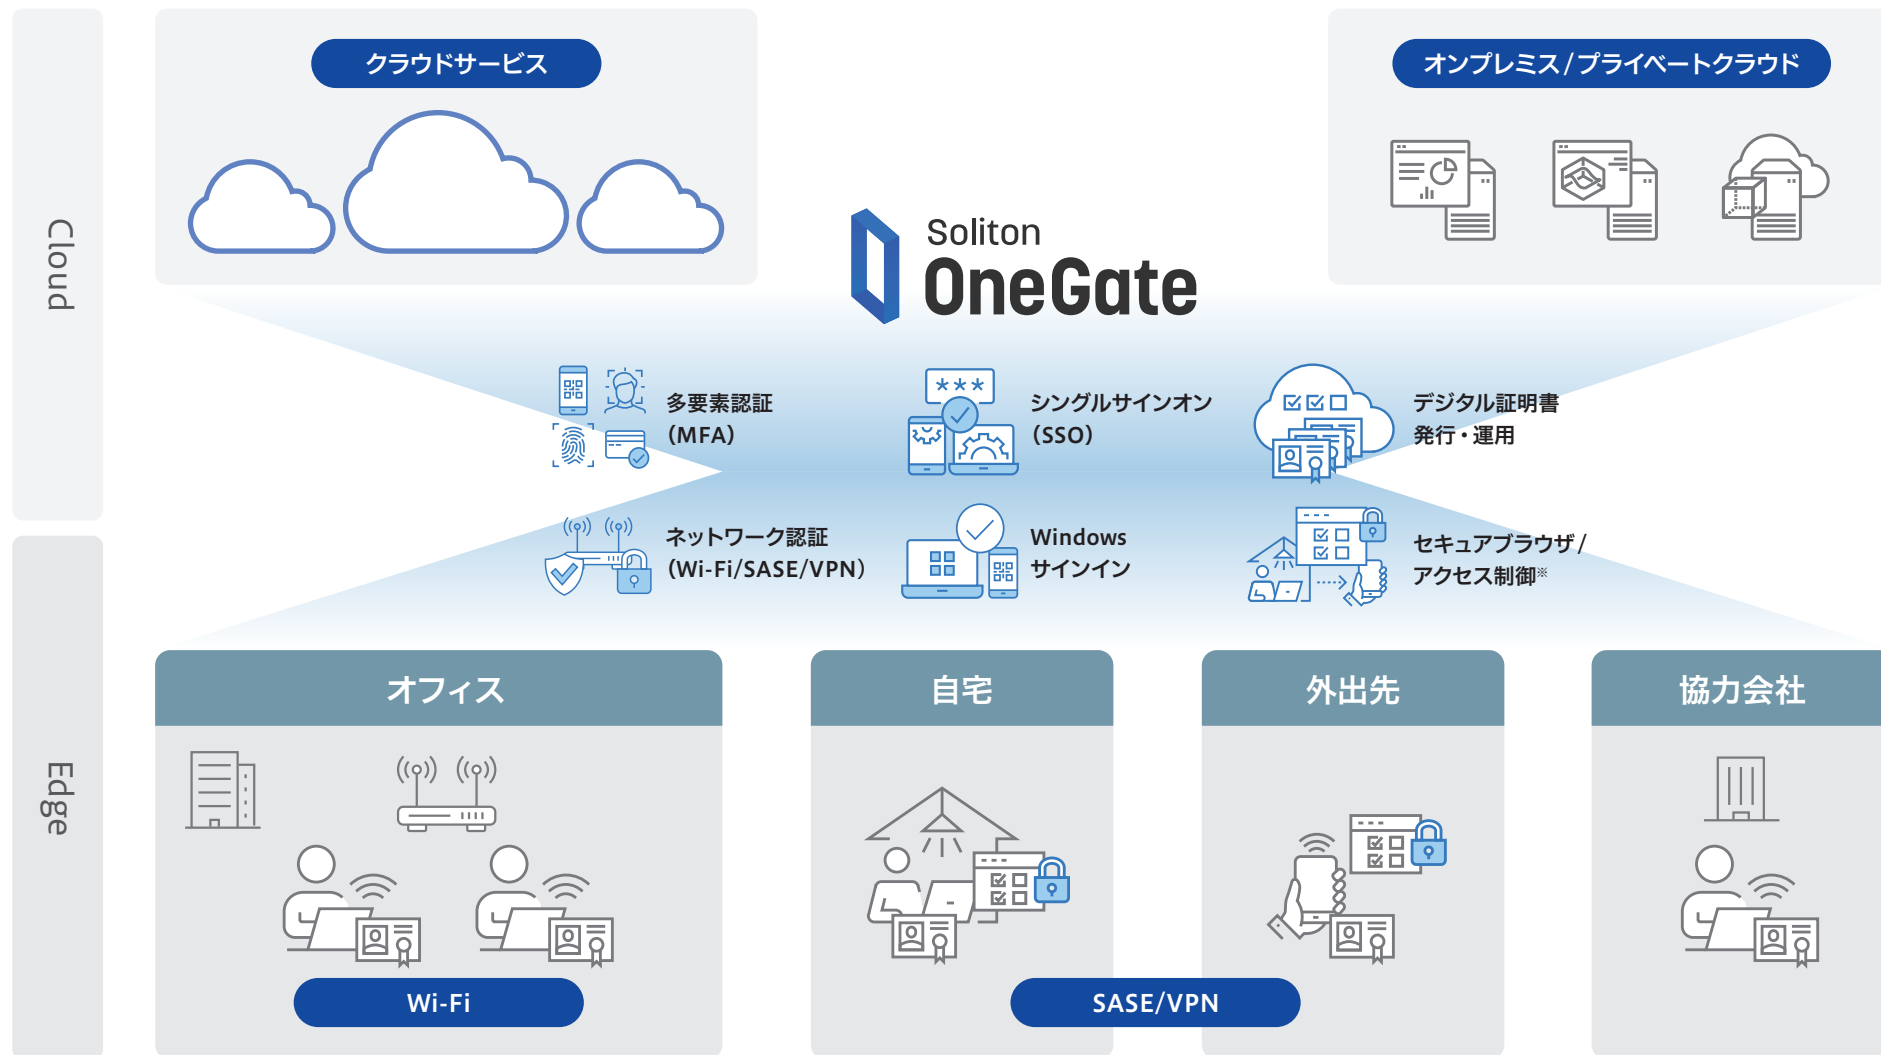 Cloud
クラウドサービス
オンプレミス/プライベートクラウド
Soliton
OneGate
***
多要素認証
（MFA）
シングルサインオン
（SSO）
デジタル証明書
発行・運用
ネットワーク認証
（Wi-Fi/SASE/VPN）
Windows
サインイン
セキュアブラウザ/
アクセス制御※
Edge
オフィス
自宅
外出先
協力会社
Wi-Fi
SASE/VPN